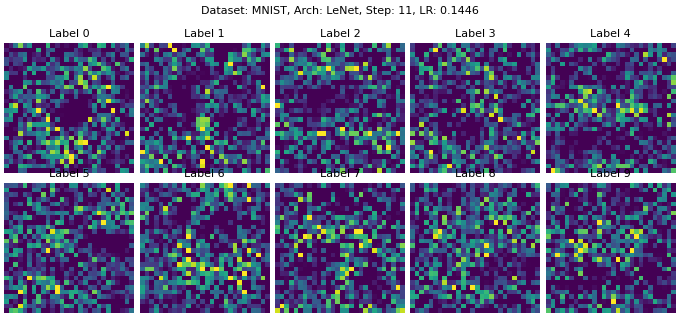 Dataset: MNIST, Arch: LeNet, Step: 11, LR: 0.1446
Label 0 Label 1 Label 2 Label 3 Label 4
Label 5 Label 6 Label 7 Label 8 Label 9